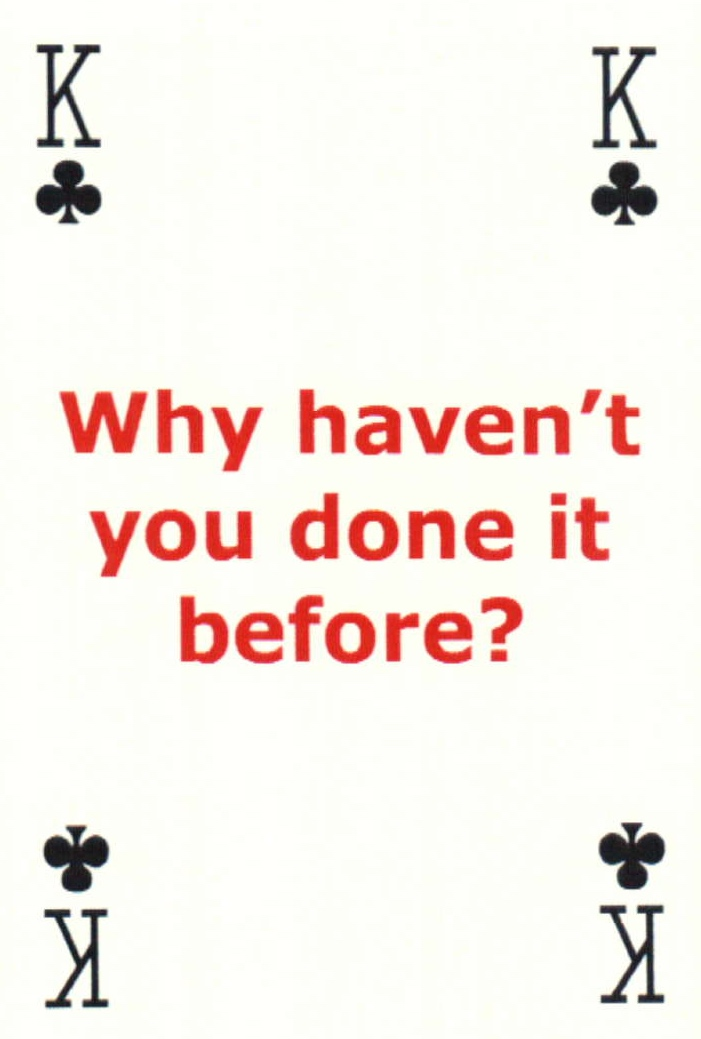 K K
♣ ♣
Why haven't
you done it
before?
♣ ♣
K K